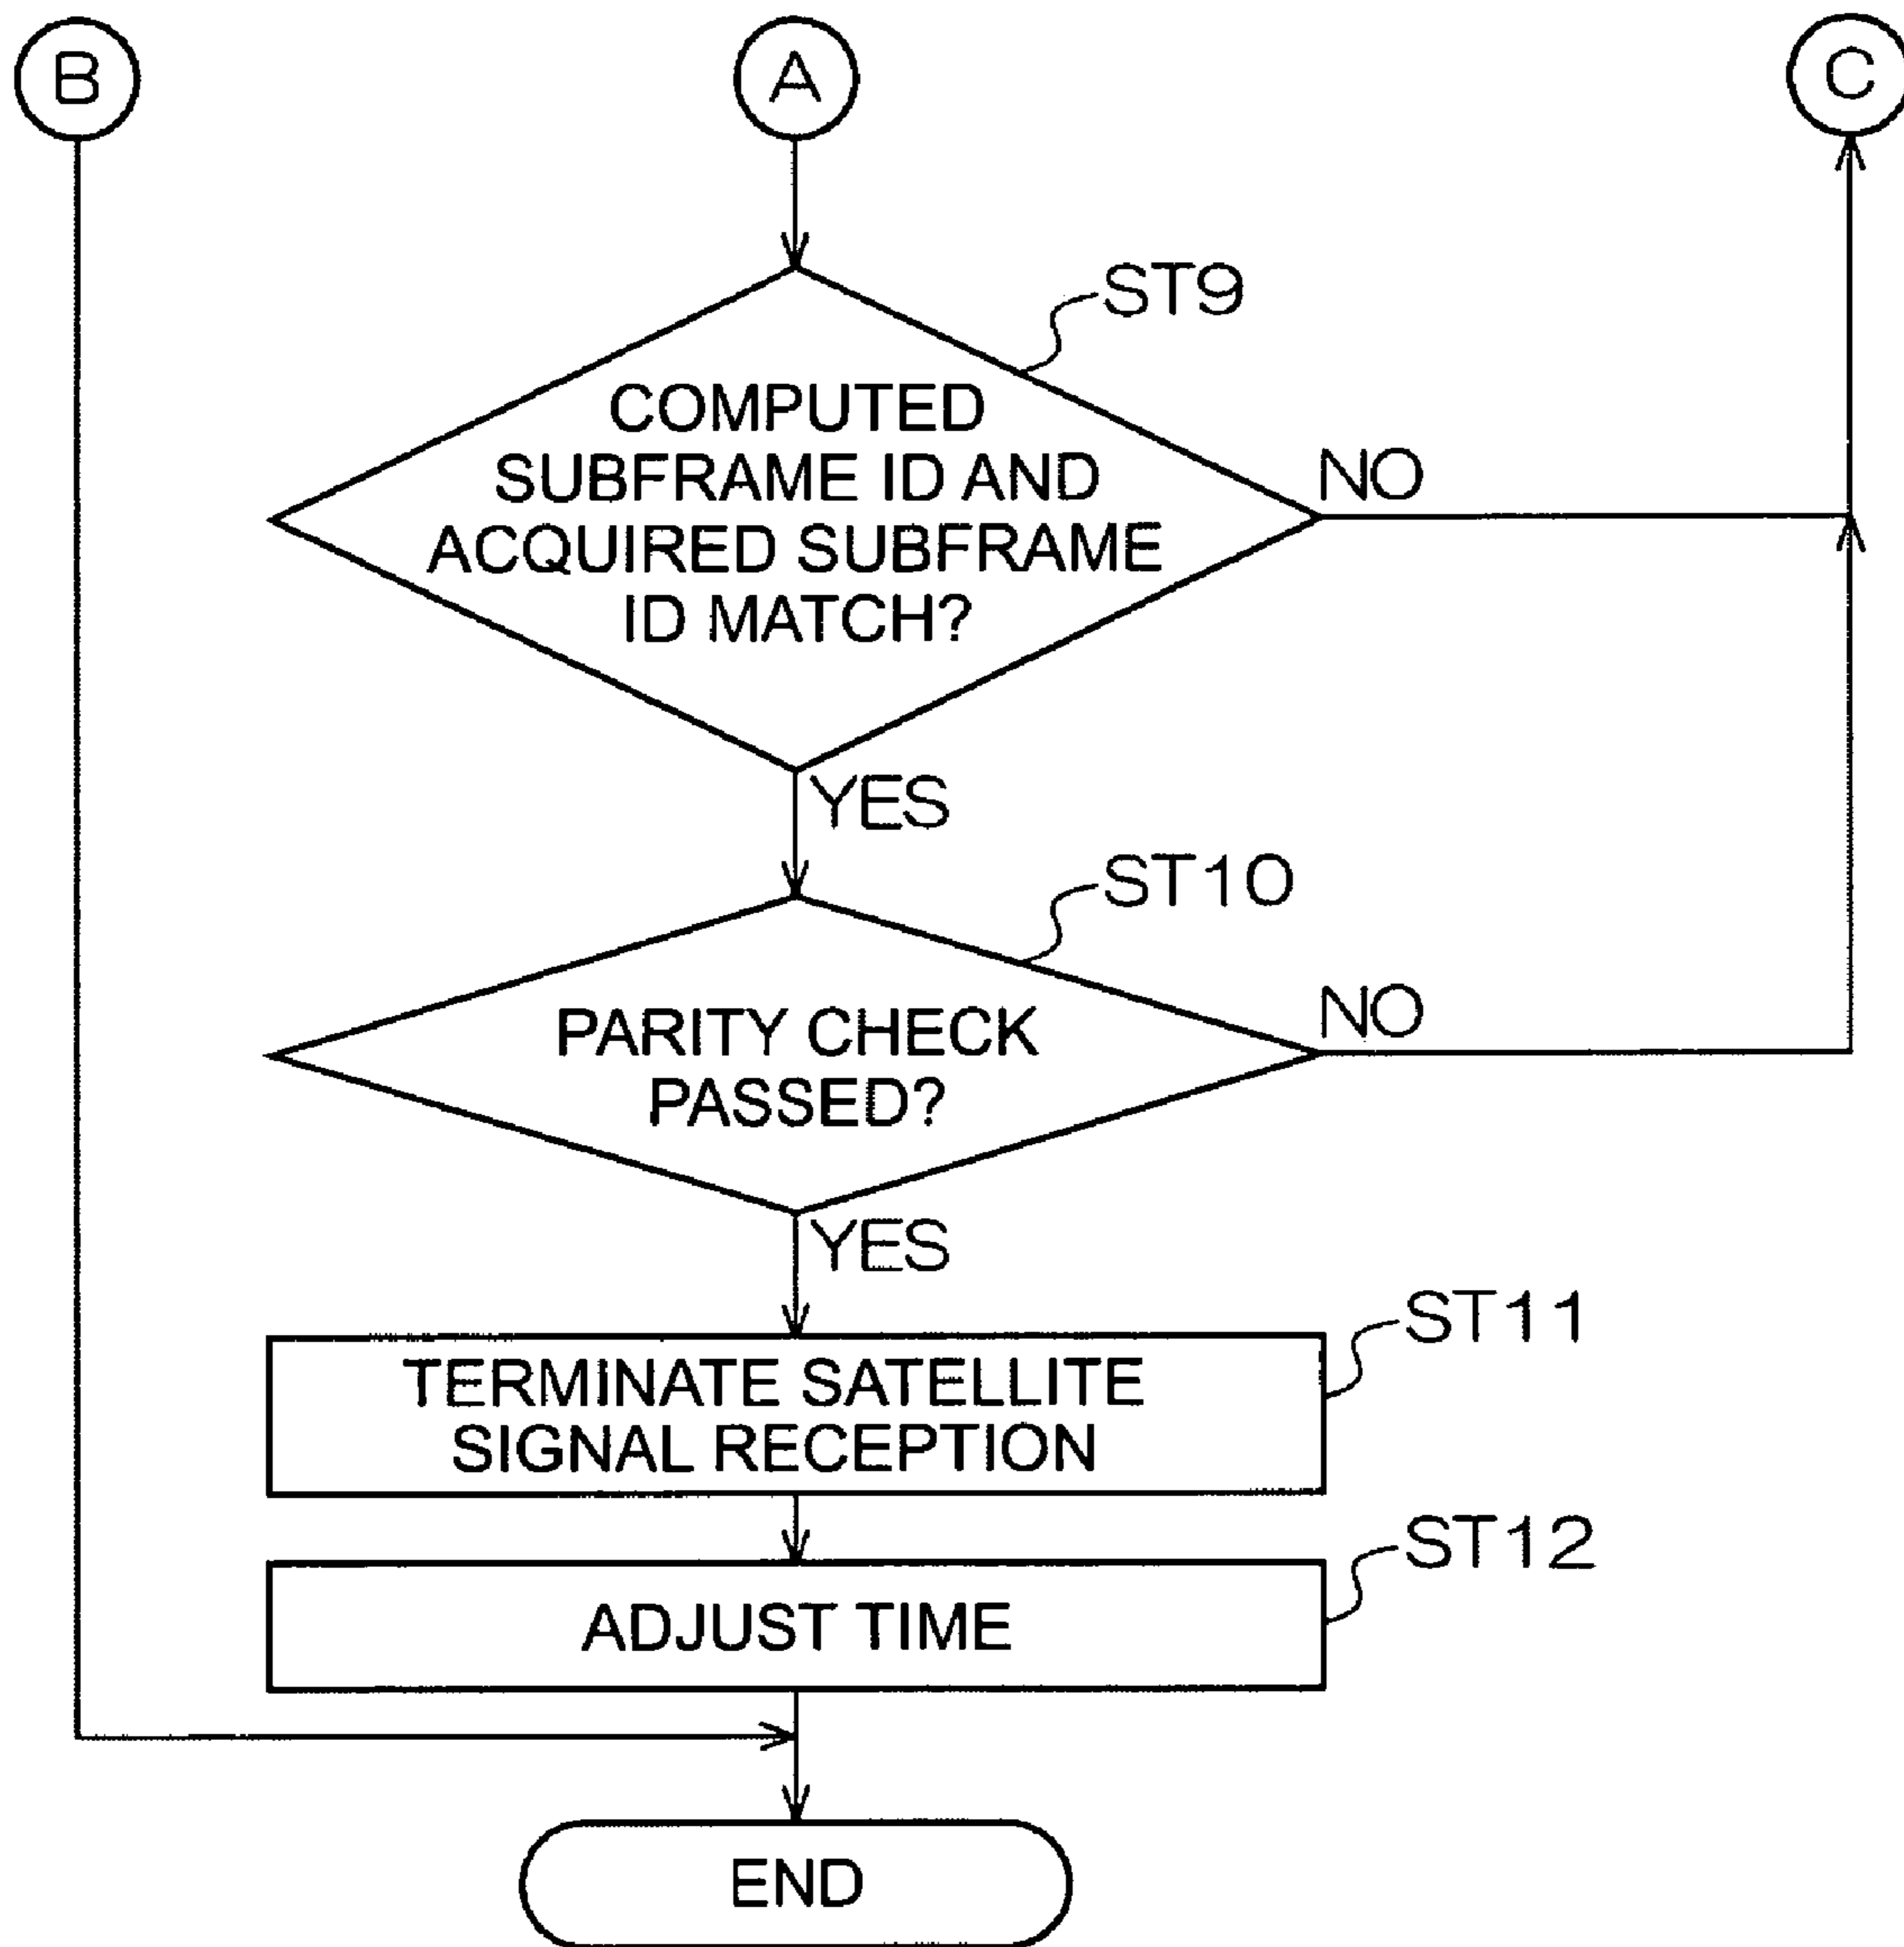 B
A
C
ST9
COMPUTED
SUBFRAME ID AND
ACQUIRED SUBFRAME
ID MATCH?
NO
YES
ST10
PARITY CHECK
PASSED?
NO
YES
ST11
TERMINATE SATELLITE
SIGNAL RECEPTION
ST12
ADJUST TIME
END